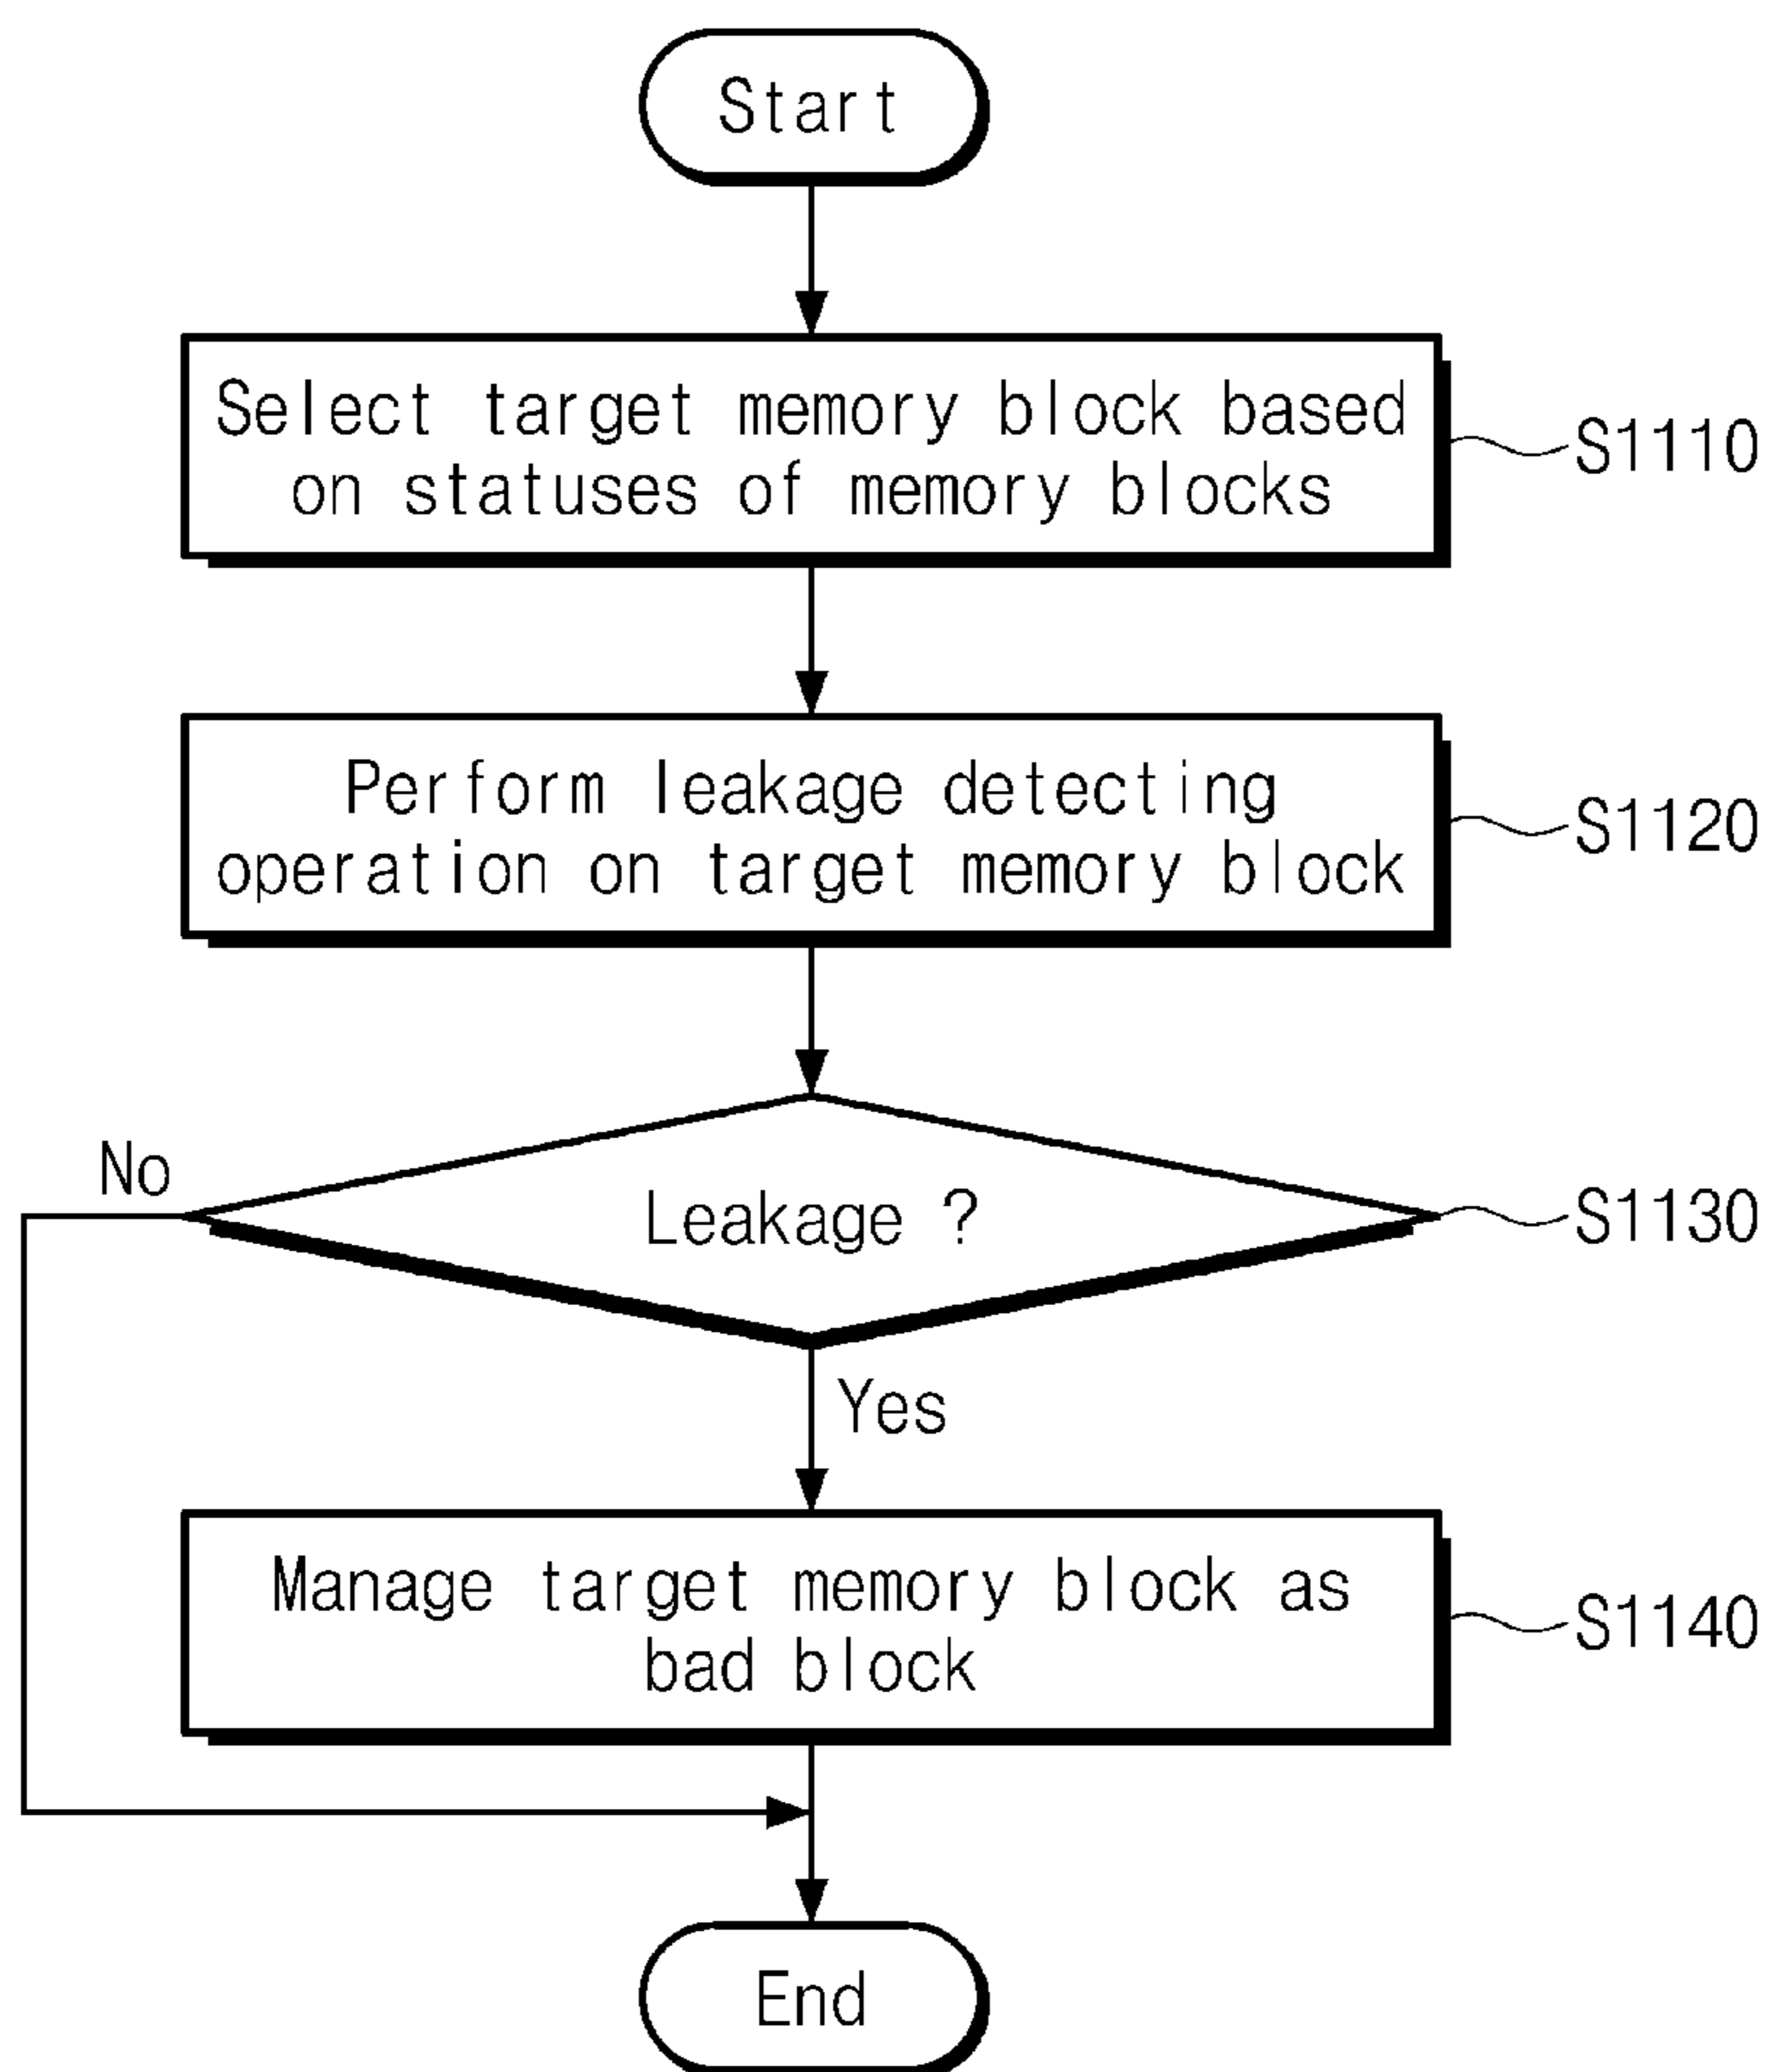 Start
Select target memory block based
on statuses of memory blocks
S1110
Perform leakage detecting
operation on target memory block
S1120
Leakage ?
S1130
No
Yes
Manage target memory block as
bad block
S1140
End